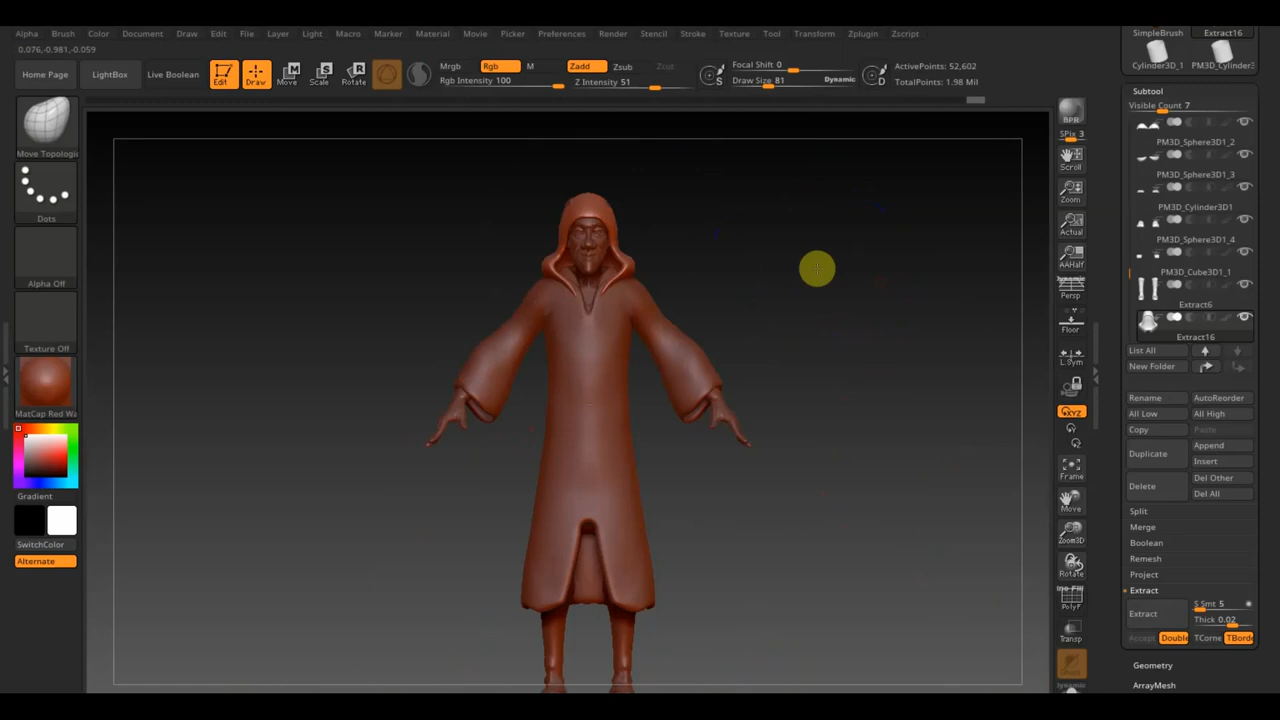 Alpha Brush Color Document Draw Edit File Layer Light Macro Marker Material Movie Picker Preferences Render Stencil Stroke Texture Tool Transform Zplugin Zscript
SimpleBrush Extract16
0.076,-0.981,-0.059
Cylinder3D_1 PM3D_Cylinder3
Home Page LightBox Live Boolean Edit Draw Move Scale Rotate
Mrgb Rgb M Zadd Zsub Zcut
Rgb Intensity 100 Z Intensity 51
S Focal Shift 0
Draw Size 81 Dynamic D
ActivePoints: 52,602
TotalPoints: 1.98 Mil
Move Topologic
Dots
Alpha Off
Texture Off
MatCap Red Wa
Gradient
SwitchColor
Alternate
BPR
SPix 3
Scroll
Zoom
Actual
AAHalf
Dynamic
Persp
Floor
L.Sym
XYZ
Frame
Move
Zoom3D
Rotate
PolyF
Transp
Dynamic
Subtool
Visible Count 7
PM3D_Sphere3D1_2
PM3D_Sphere3D1_3
PM3D_Cylinder3D1
PM3D_Sphere3D1_4
PM3D_Cube3D1_1
Extract6
Extract16
List All
New Folder
Rename AutoReorder
All Low All High
Copy Paste
Duplicate Append
Insert
Delete Del Other
Del All
Split
Merge
Boolean
Remesh
Project
Extract
Extract S Smt 5
Thick 0.02
Accept Double TCorne TBorde
Geometry
ArrayMesh